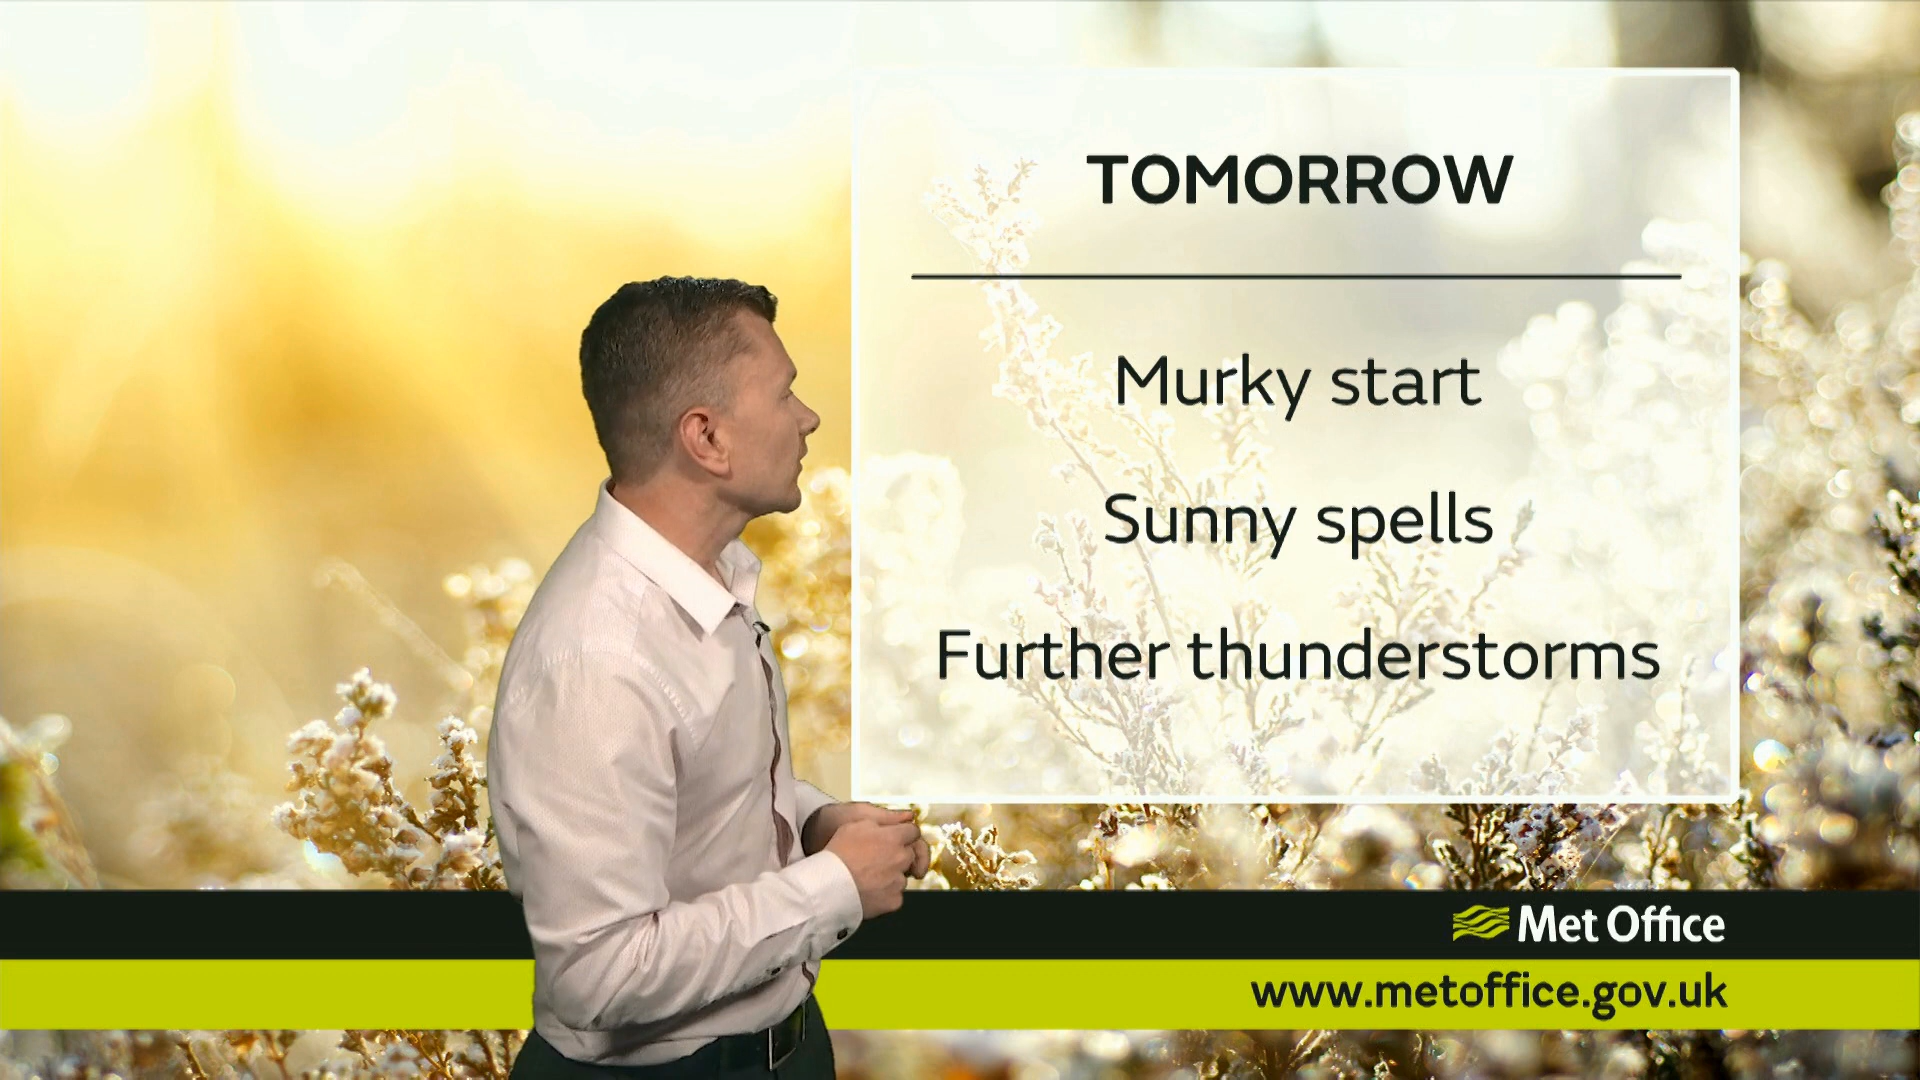 TOMORROW
Murky start
Sunny spells
Further thunderstorms
Met Office
www.metoffice.gov.uk